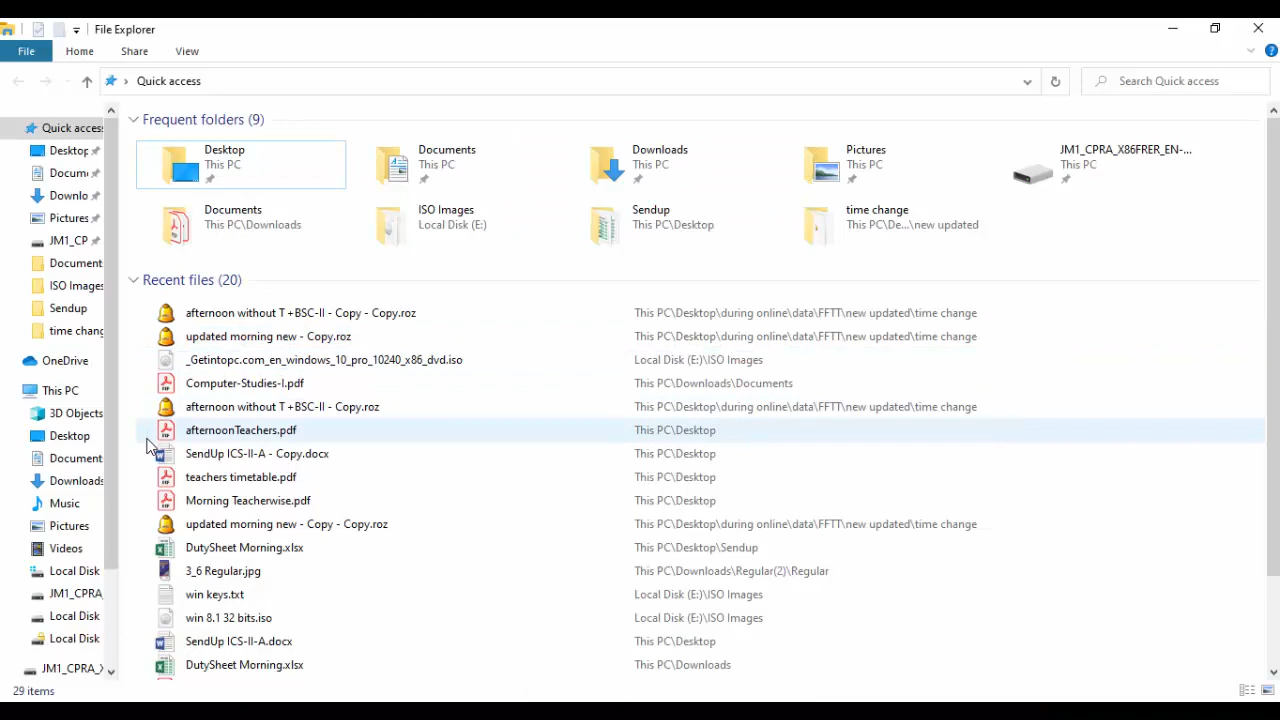 File Explorer
File Home Share View
Quick access
Search Quick access
Quick access
Desktop
Docum
Downlo
Pictures
JM1_CP
Document
ISO Images
Sendup
time chang
OneDrive
This PC
3D Objects
Desktop
Document
Downloads
Music
Pictures
Videos
Local Disk
JM1_CPRA_
Local Disk
Local Disk
JM1_CPRA_X
Frequent folders (9)
Desktop
This PC
Documents
This PC
Downloads
This PC
Pictures
This PC
JM1_CPRA_X86FRER_EN-...
This PC
Documents
This PC\Downloads
ISO Images
Local Disk (E:)
Sendup
This PC\Desktop
time change
This PC\De...\new updated
Recent files (20)
afternoon without T +BSC-II - Copy - Copy.roz This PC\Desktop\during online\data\FFTT\new updated\time change
updated morning new - Copy.roz This PC\Desktop\during online\data\FFTT\new updated\time change
_Getintopc.com_en_windows_10_pro_10240_x86_dvd.iso Local Disk (E:)\ISO Images
Computer-Studies-I.pdf This PC\Downloads\Documents
afternoon without T +BSC-II - Copy.roz This PC\Desktop\during online\data\FFTT\new updated\time change
afternoonTeachers.pdf This PC\Desktop
SendUp ICS-II-A - Copy.docx This PC\Desktop
teachers timetable.pdf This PC\Desktop
Morning Teacherwise.pdf This PC\Desktop
updated morning new - Copy - Copy.roz This PC\Desktop\during online\data\FFTT\new updated\time change
DutySheet Morning.xlsx This PC\Desktop\Sendup
3_6 Regular.jpg This PC\Downloads\Regular(2)\Regular
win keys.txt Local Disk (E:)\ISO Images
win 8.1 32 bits.iso Local Disk (E:)\ISO Images
SendUp ICS-II-A.docx This PC\Desktop
DutySheet Morning.xlsx This PC\Downloads
29 items